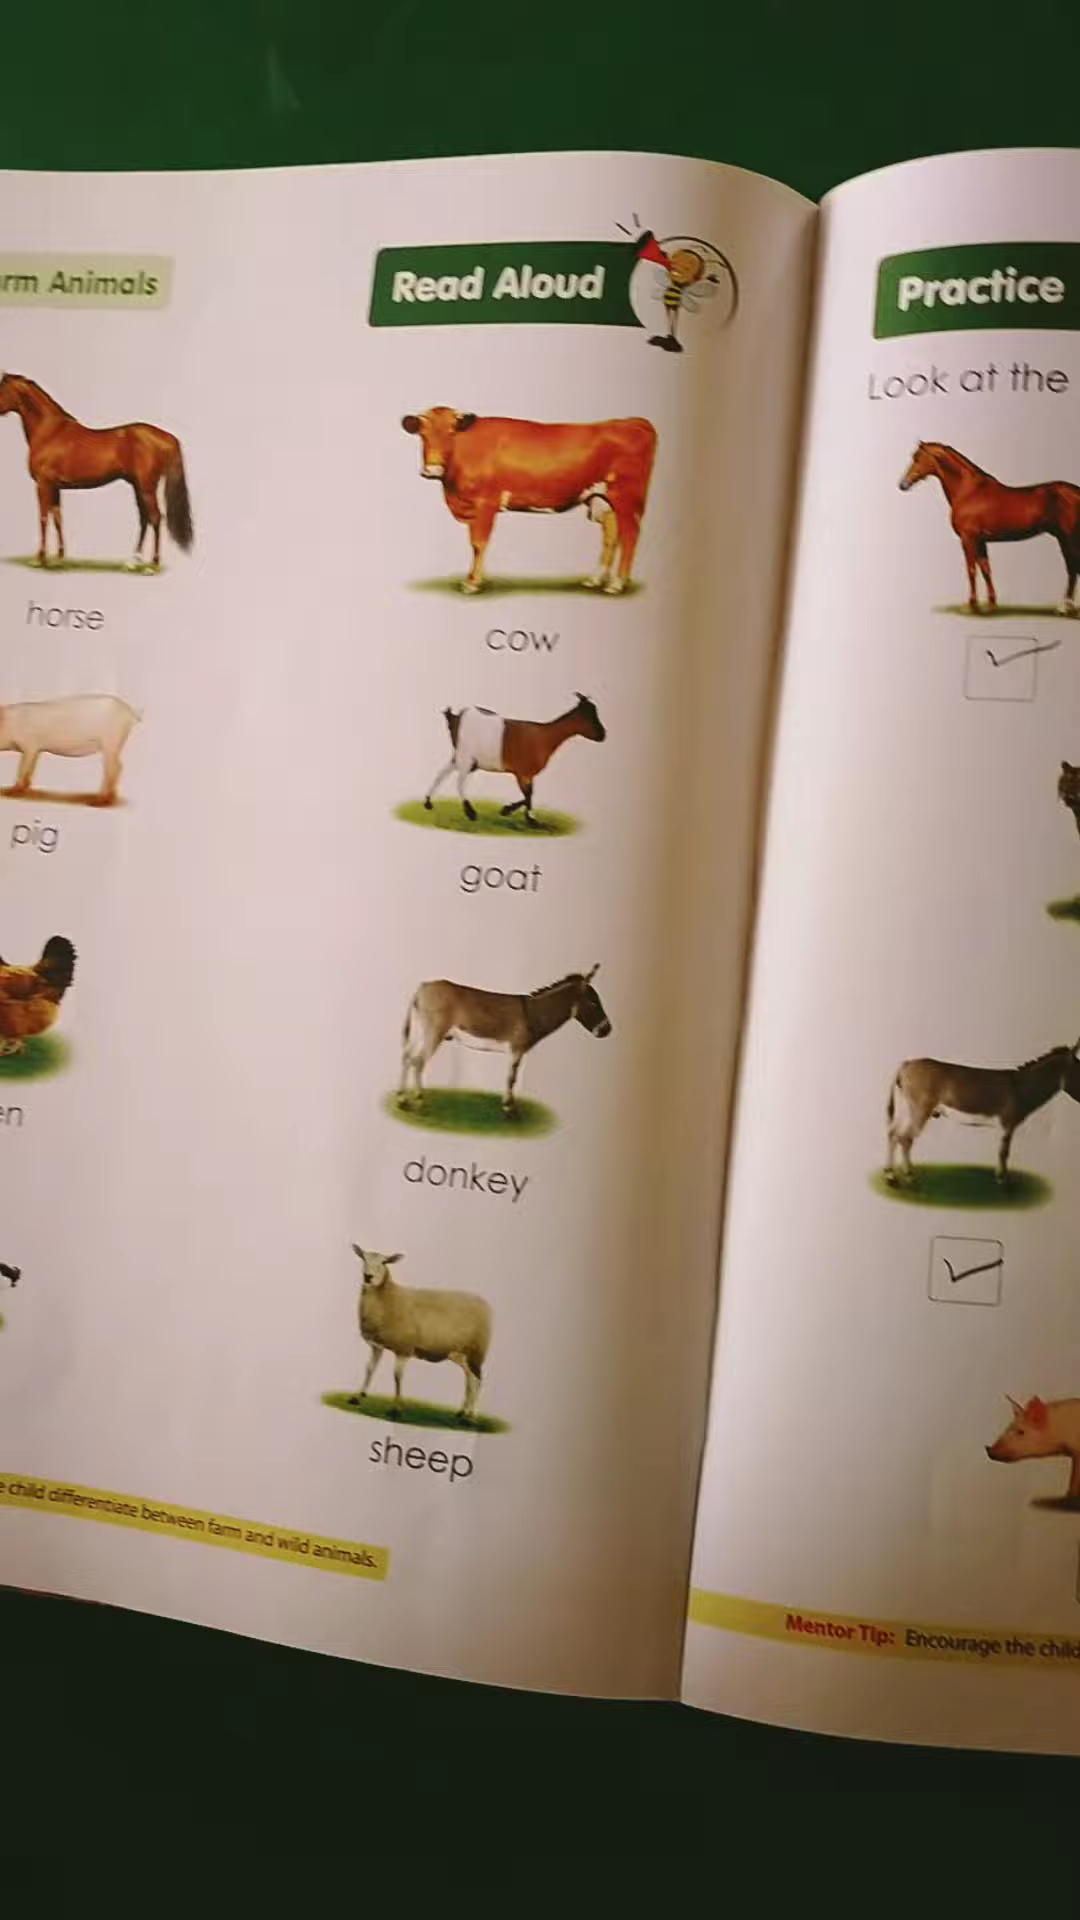 rm Animals
Read Aloud
horse
cow
pig
goat
en
donkey
sheep
e child differentiate between farm and wild animals.
Practice
Look at the
Mentor Tip: Encourage the child